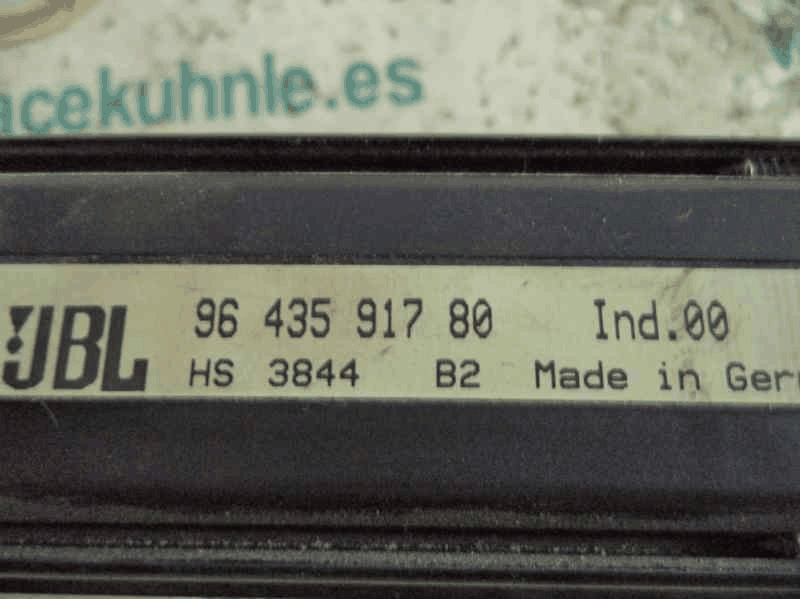 acekuhnle.es
JBL 96 435 917 80 Ind.00
HS 3844 B2 Made in Ger